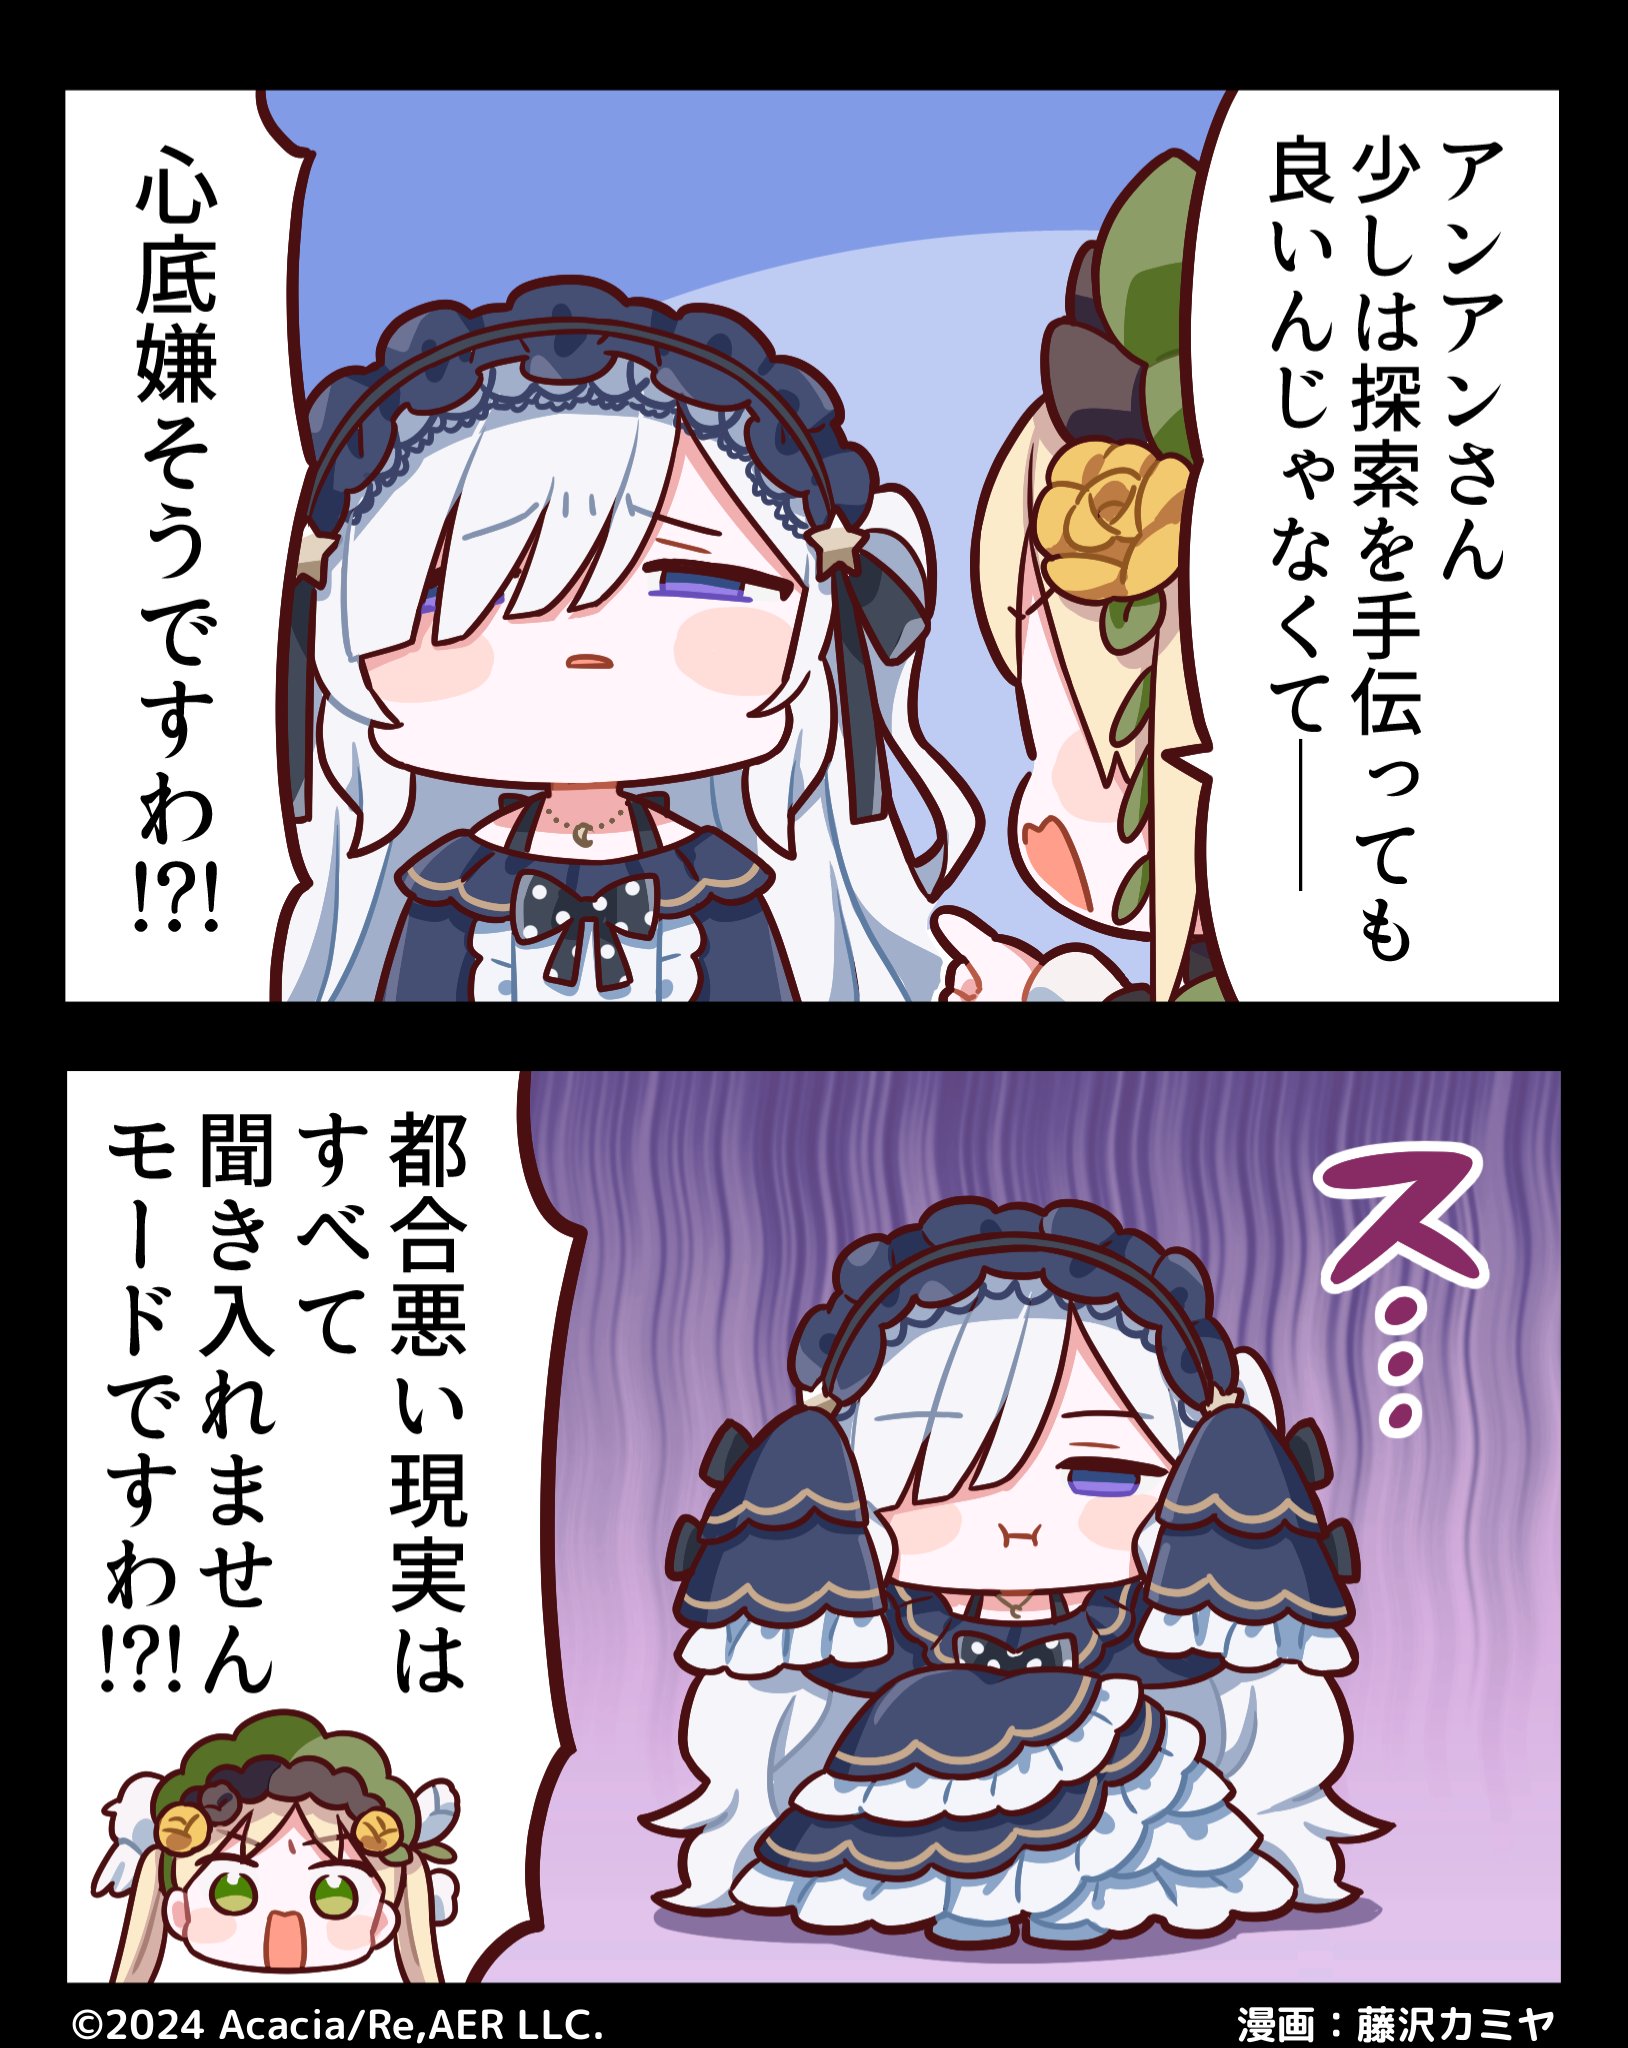 アンアンさん
少しは探索を手伝っても
良いんじゃなくて――
心底嫌そうですわ!?!
ス…
都合悪い現実は
すべて
聞き入れません
モードですわ!?!
©2024 Acacia/Re,AER LLC.
漫画：藤沢カミヤ